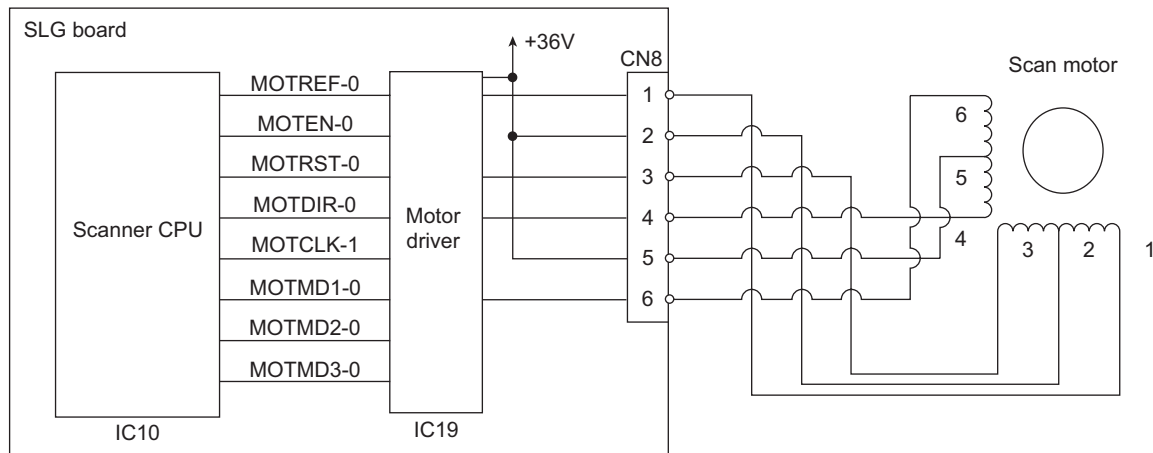 SLG board
+36V
CN8
Scan motor
MOTREF-0
MOTEN-0
MOTRST-0
MOTDIR-0
MOTCLK-1
MOTMD1-0
MOTMD2-0
MOTMD3-0
Scanner CPU
Motor
driver
IC10
IC19
1
2
3
4
5
6
6
5
4
3
2
1